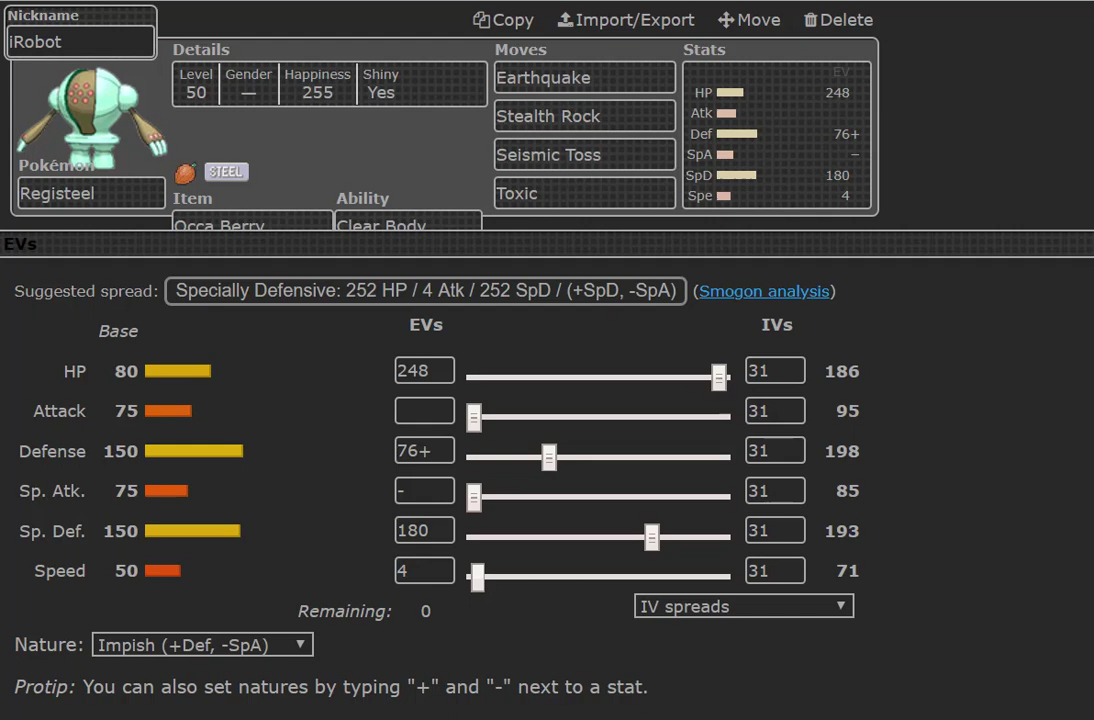 Nickname
iRobot
Copy Import/Export Move Delete
Details
Level Gender Happiness Shiny
50 — 255 Yes
Pokémon
Registeel
STEEL
Item Ability
Occa Berry Clear Body
Moves
Earthquake
Stealth Rock
Seismic Toss
Toxic
Stats
EV
HP 248
Atk
Def 76+
SpA −
SpD 180
Spe 4
EVs
Suggested spread: Specially Defensive: 252 HP / 4 Atk / 252 SpD / (+SpD, -SpA) (Smogon analysis)
Base EVs IVs
HP 80 248 31 186
Attack 75 31 95
Defense 150 76+ 31 198
Sp. Atk. 75 - 31 85
Sp. Def. 150 180 31 193
Speed 50 4 31 71
Remaining: 0 IV spreads
Nature: Impish (+Def, -SpA)
Protip: You can also set natures by typing "+" and "-" next to a stat.